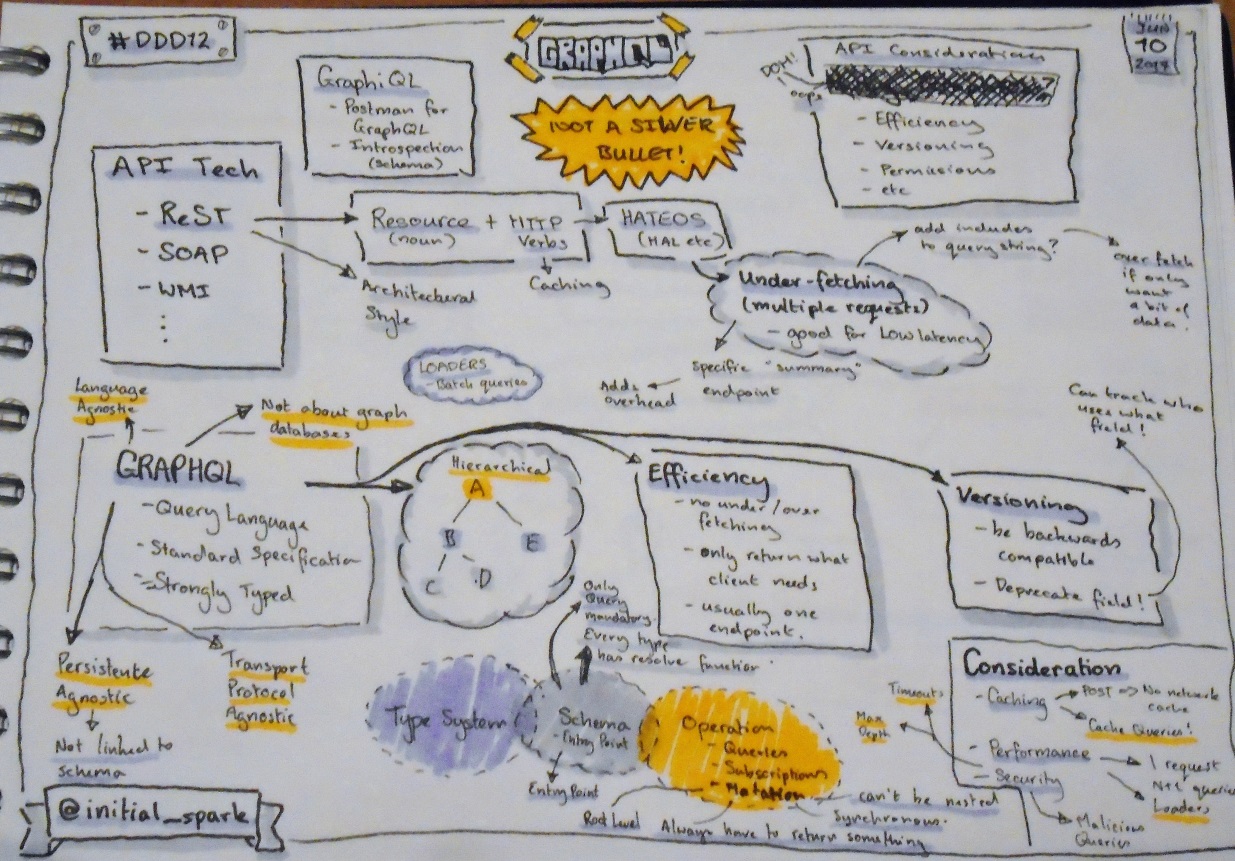 #DDD12
GRAPHQL
JUN
10
2017
NOT A SILVER
BULLET!
GraphiQL
- Postman for
GraphQL
- Introspection
(schema)
API Considerations
DOH!
oops
- Efficiency
- Versioning
- Permissions
- etc
API Tech
- ReST
- SOAP
- WMI
Resource + HTTP
(noun) Verbs
Caching
Architectural
Style
HATEOS
(HAL etc)
Under-fetching
(multiple requests)
- good for Low latency
add includes
to query string?
over fetch
if only
want
a bit of
data.
specific "summary"
endpoint
Adds
overhead
LOADERS
- Batch queries
Language
Agnostic
Not about graph
databases
GRAPHQL
- Query Language
- Standard Specification
- Strongly Typed
Persistence
Agnostic
Not linked to
schema
Transport
Protocol
Agnostic
Hierarchical
A
B E
C D
Efficiency
- no under/over
fetching
- only return what
client needs
- usually one
endpoint.
Versioning
- be backwards
compatible
- Deprecate field!
Can track who
uses what
field!
Type System
Schema
- Entry Point
Entry Point
Only
Query
mandatory.
Every type
has resolve function
Operation
- Queries
- Subscriptions
- Mutation
Root Level
Always have to return something
can't be nested
synchronous.
Consideration
- Caching
Post => No network
cache
Cache Queries!
- Performance
1 request
N+1 queries
Loaders
- Security
Timeouts
Max
Depth
Malicious
Queries
@initial_spark